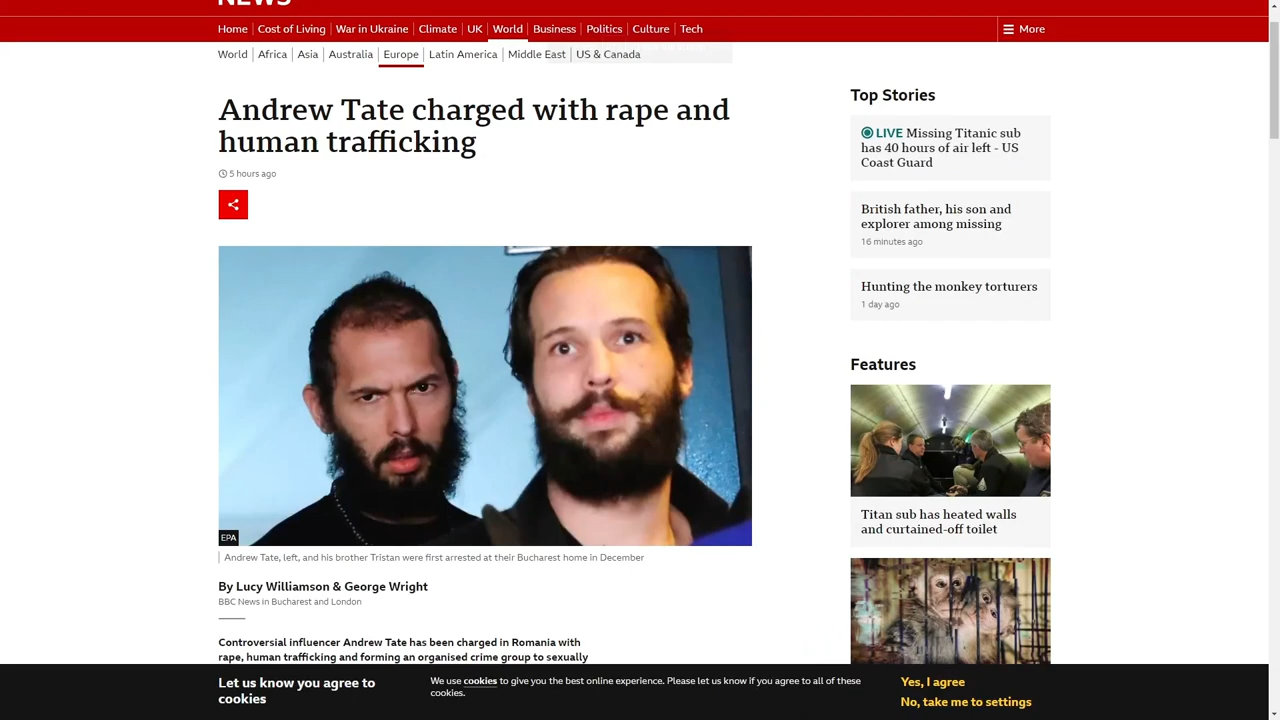 NEWS
Home
Cost of Living
War in Ukraine
Climate
UK
World
Business
Politics
Culture
Tech
More
World
Africa
Asia
Australia
Europe
Latin America
Middle East
US & Canada
Andrew Tate charged with rape and
human trafficking
5 hours ago
EPA
Andrew Tate, left, and his brother Tristan were first arrested at their Bucharest home in December
By Lucy Williamson & George Wright
BBC News in Bucharest and London
Controversial influencer Andrew Tate has been charged in Romania with
rape, human trafficking and forming an organised crime group to sexually
Top Stories
LIVE Missing Titanic sub
has 40 hours of air left - US
Coast Guard
British father, his son and
explorer among missing
16 minutes ago
Hunting the monkey torturers
1 day ago
Features
Titan sub has heated walls
and curtained-off toilet
Let us know you agree to
cookies
We use cookies to give you the best online experience. Please let us know if you agree to all of these
cookies.
Yes, I agree
No, take me to settings